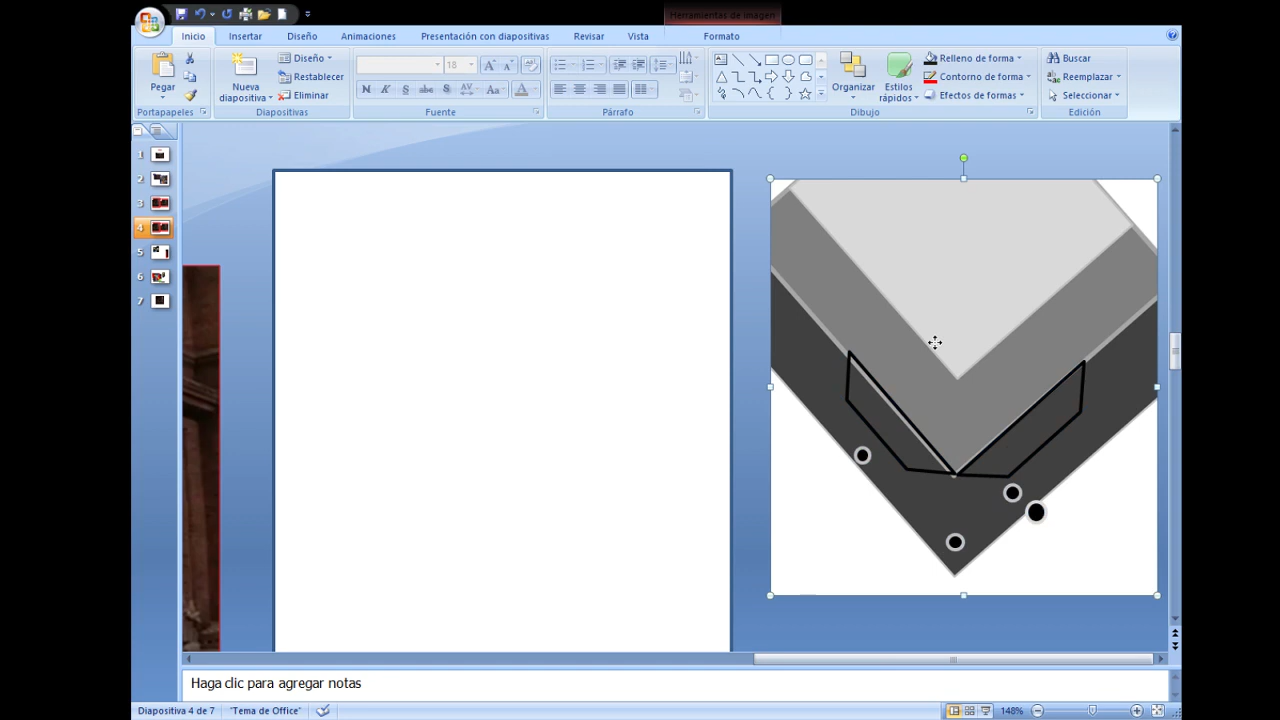 Herramientas de imagen
Inicio Insertar Diseño Animaciones Presentación con diapositivas Revisar Vista Formato
Pegar
Portapapeles
Nueva diapositiva
Diseño
Restablecer
Eliminar
Diapositivas
18
N K S abc S AV Aa A
Fuente
Párrafo
Organizar
Estilos rápidos
Relleno de forma
Contorno de forma
Efectos de formas
Dibujo
Buscar
Reemplazar
Seleccionar
Edición
1
2
3
4
5
6
7
Haga clic para agregar notas
Diapositiva 4 de 7 "Tema de Office" 148%